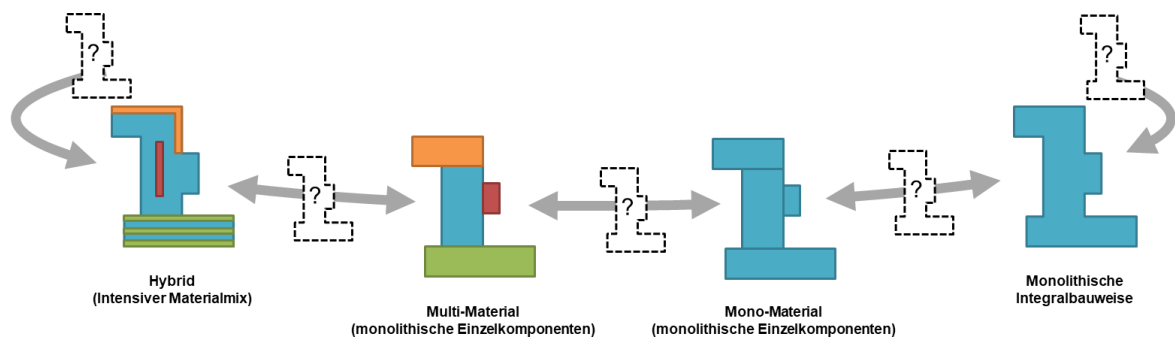 ?
?
?
?
?
Hybrid
(Intensiver Materialmix)
Multi-Material
(monolithische Einzelkomponenten)
Mono-Material
(monolithische Einzelkomponenten)
Monolithische
Integralbauweise